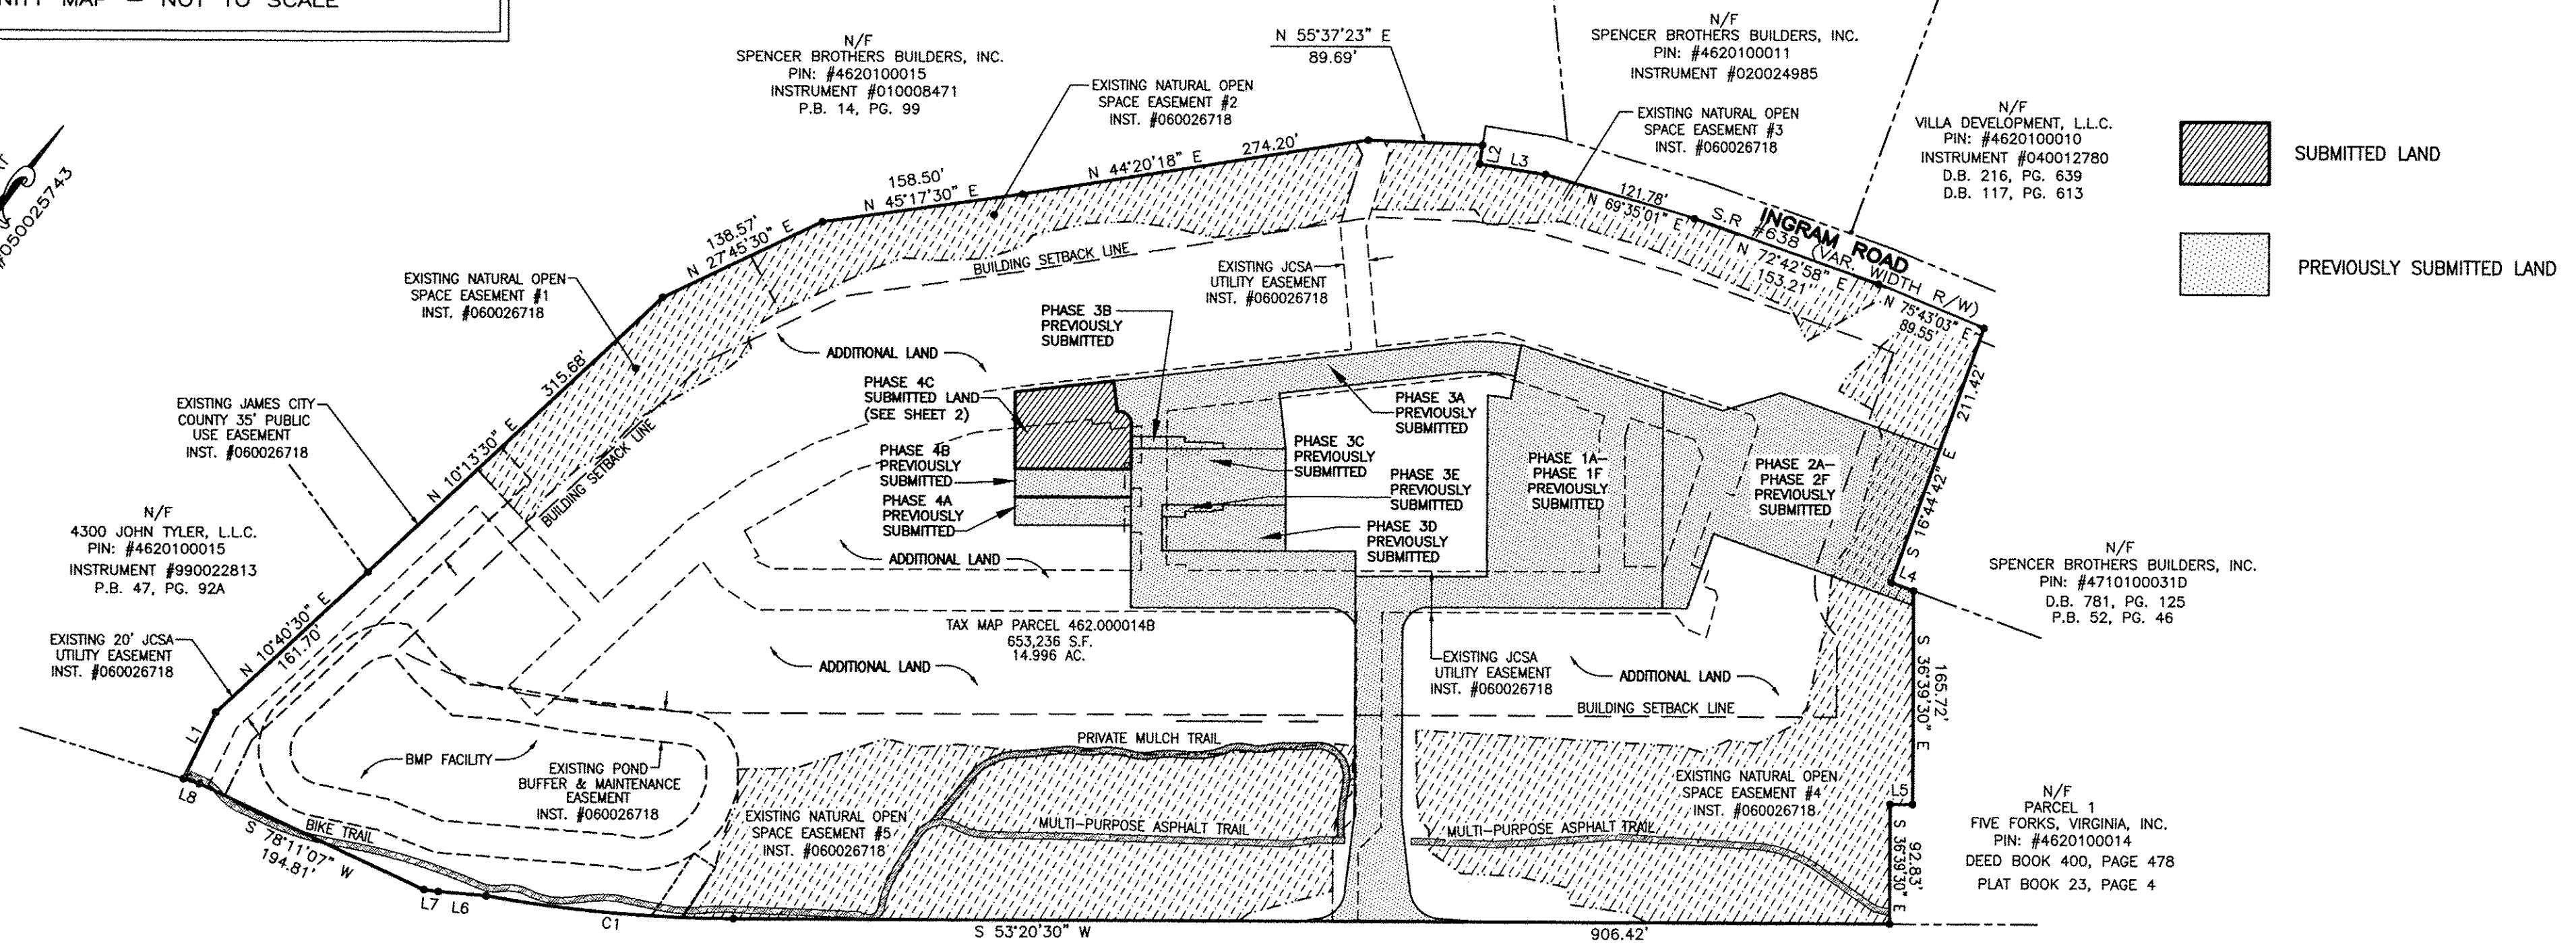 NITY MAP – NOT TO SCALE
#050025743
N/F
SPENCER BROTHERS BUILDERS, INC.
PIN: #4620100015
INSTRUMENT #010008471
P.B. 14, PG. 99
EXISTING NATURAL OPEN
SPACE EASEMENT #2
INST. #060026718
N 55°37'23" E
89.69'
N/F
SPENCER BROTHERS BUILDERS, INC.
PIN: #4620100011
INSTRUMENT #020024985
EXISTING NATURAL OPEN
SPACE EASEMENT #3
INST. #060026718
N/F
VILLA DEVELOPMENT, L.L.C.
PIN: #4620100010
INSTRUMENT #040012780
D.B. 216, PG. 639
D.B. 117, PG. 613
SUBMITTED LAND
PREVIOUSLY SUBMITTED LAND
138.57'
N 27°45'30" E
158.50'
N 45°17'30" E
N 44°20'18" E 274.20'
L2
L3
121.78'
N 69°35'01" E
S.R #638 (VAR. WIDTH R/W)
INGRAM ROAD
N 72°42'58" E
153.21'
N 75°43'03" E
89.55'
BUILDING SETBACK LINE
EXISTING JCSA
UTILITY EASEMENT
INST. #060026718
EXISTING NATURAL OPEN
SPACE EASEMENT #1
INST. #060026718
PHASE 3B
PREVIOUSLY
SUBMITTED
ADDITIONAL LAND
PHASE 4C
SUBMITTED LAND
(SEE SHEET 2)
PHASE 4B
PREVIOUSLY
SUBMITTED
PHASE 4A
PREVIOUSLY
SUBMITTED
PHASE 3A
PREVIOUSLY
SUBMITTED
PHASE 3C
PREVIOUSLY
SUBMITTED
PHASE 3E
PREVIOUSLY
SUBMITTED
PHASE 3D
PREVIOUSLY
SUBMITTED
PHASE 1A–
PHASE 1F
PREVIOUSLY
SUBMITTED
PHASE 2A–
PHASE 2F
PREVIOUSLY
SUBMITTED
S 16°44'42" E 211.42'
EXISTING JAMES CITY
COUNTY 35' PUBLIC
USE EASEMENT
INST. #060026718
N 10°13'30" E 315.68'
BUILDING SETBACK LINE
N/F
4300 JOHN TYLER, L.L.C.
PIN: #4620100015
INSTRUMENT #990022813
P.B. 47, PG. 92A
ADDITIONAL LAND
L4
N/F
SPENCER BROTHERS BUILDERS, INC.
PIN: #4710100031D
D.B. 781, PG. 125
P.B. 52, PG. 46
EXISTING 20' JCSA
UTILITY EASEMENT
INST. #060026718
N 10°40'30" E
161.70'
TAX MAP PARCEL 462.000014B
653,236 S.F.
14.996 AC.
ADDITIONAL LAND
EXISTING JCSA
UTILITY EASEMENT
INST. #060026718
ADDITIONAL LAND
BUILDING SETBACK LINE
S 36°39'30" E
165.72'
L1
PRIVATE MULCH TRAIL
BMP FACILITY
EXISTING POND
BUFFER & MAINTENANCE
EASEMENT
INST. #060026718
EXISTING NATURAL OPEN
SPACE EASEMENT #4
INST. #060026718
L5
N/F
PARCEL 1
FIVE FORKS, VIRGINIA, INC.
PIN: #4620100014
DEED BOOK 400, PAGE 478
PLAT BOOK 23, PAGE 4
L8
BIKE TRAIL
S 78°11'07" W
194.81'
EXISTING NATURAL OPEN
SPACE EASEMENT #5
INST. #060026718
MULTI-PURPOSE ASPHALT TRAIL
MULTI-PURPOSE ASPHALT TRAIL
S 36°39'30" E
92.83'
L7
L6
C1
S 53°20'30" W
906.42'